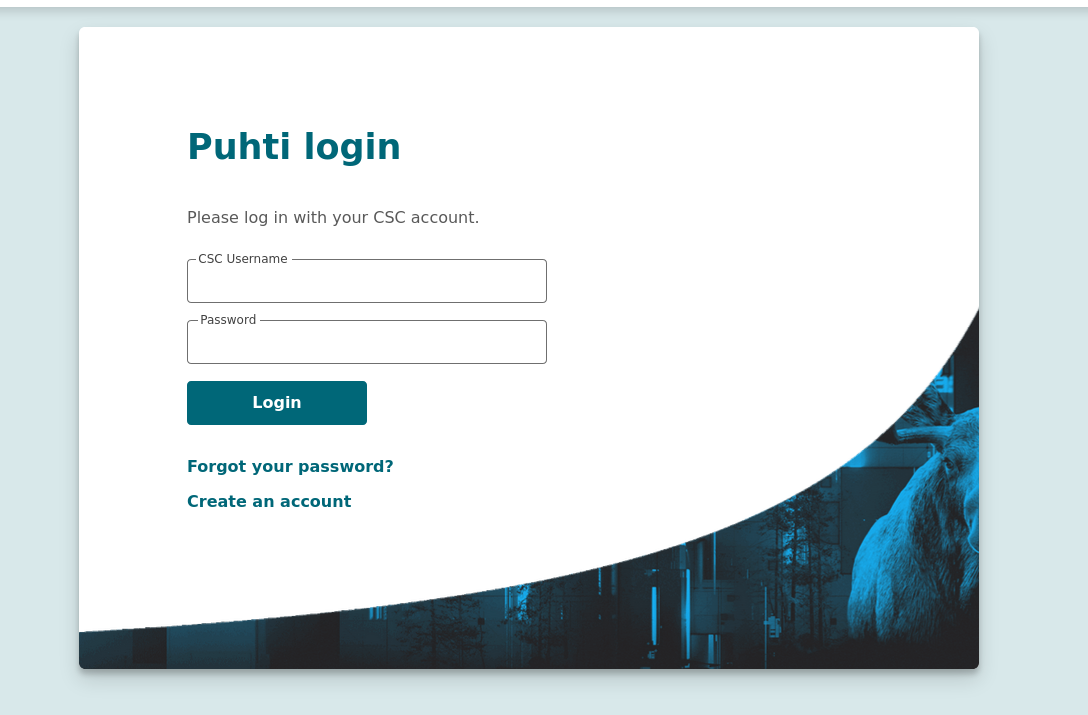 Puhti login
Please log in with your CSC account.
CSC Username
Password
Login
Forgot your password?
Create an account